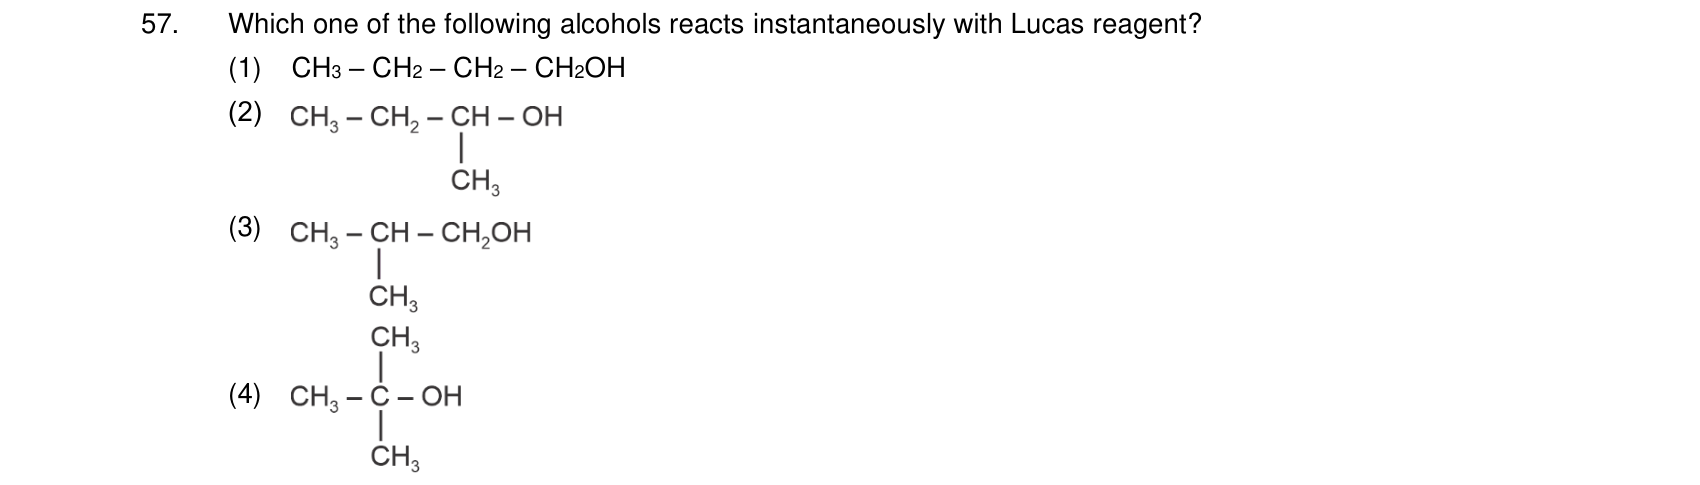 57. Which one of the following alcohols reacts instantaneously with Lucas reagent?
(1) CH3 – CH2 – CH2 – CH2OH
(2) CH₃ – CH₂ – CH – OH
|
CH₃
(3) CH₃ – CH – CH₂OH
|
CH₃
CH₃
|
(4) CH₃ – C – OH
|
CH₃